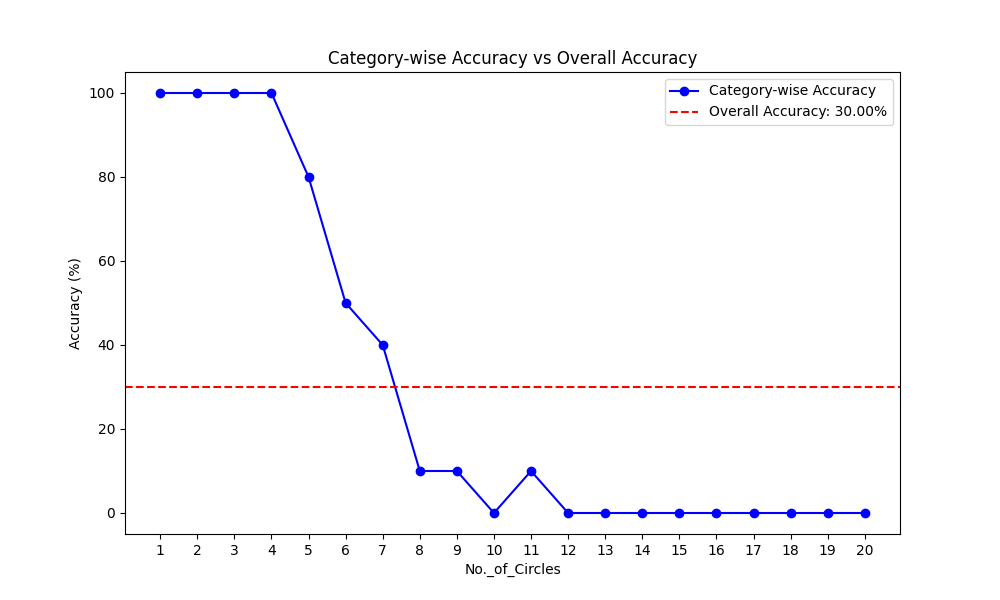 Category-wise Accuracy vs Overall Accuracy
Category-wise Accuracy
Overall Accuracy: 30.00%
Accuracy (%)
100
80
60
40
20
0
1 2 3 4 5 6 7 8 9 10 11 12 13 14 15 16 17 18 19 20
No._of_Circles